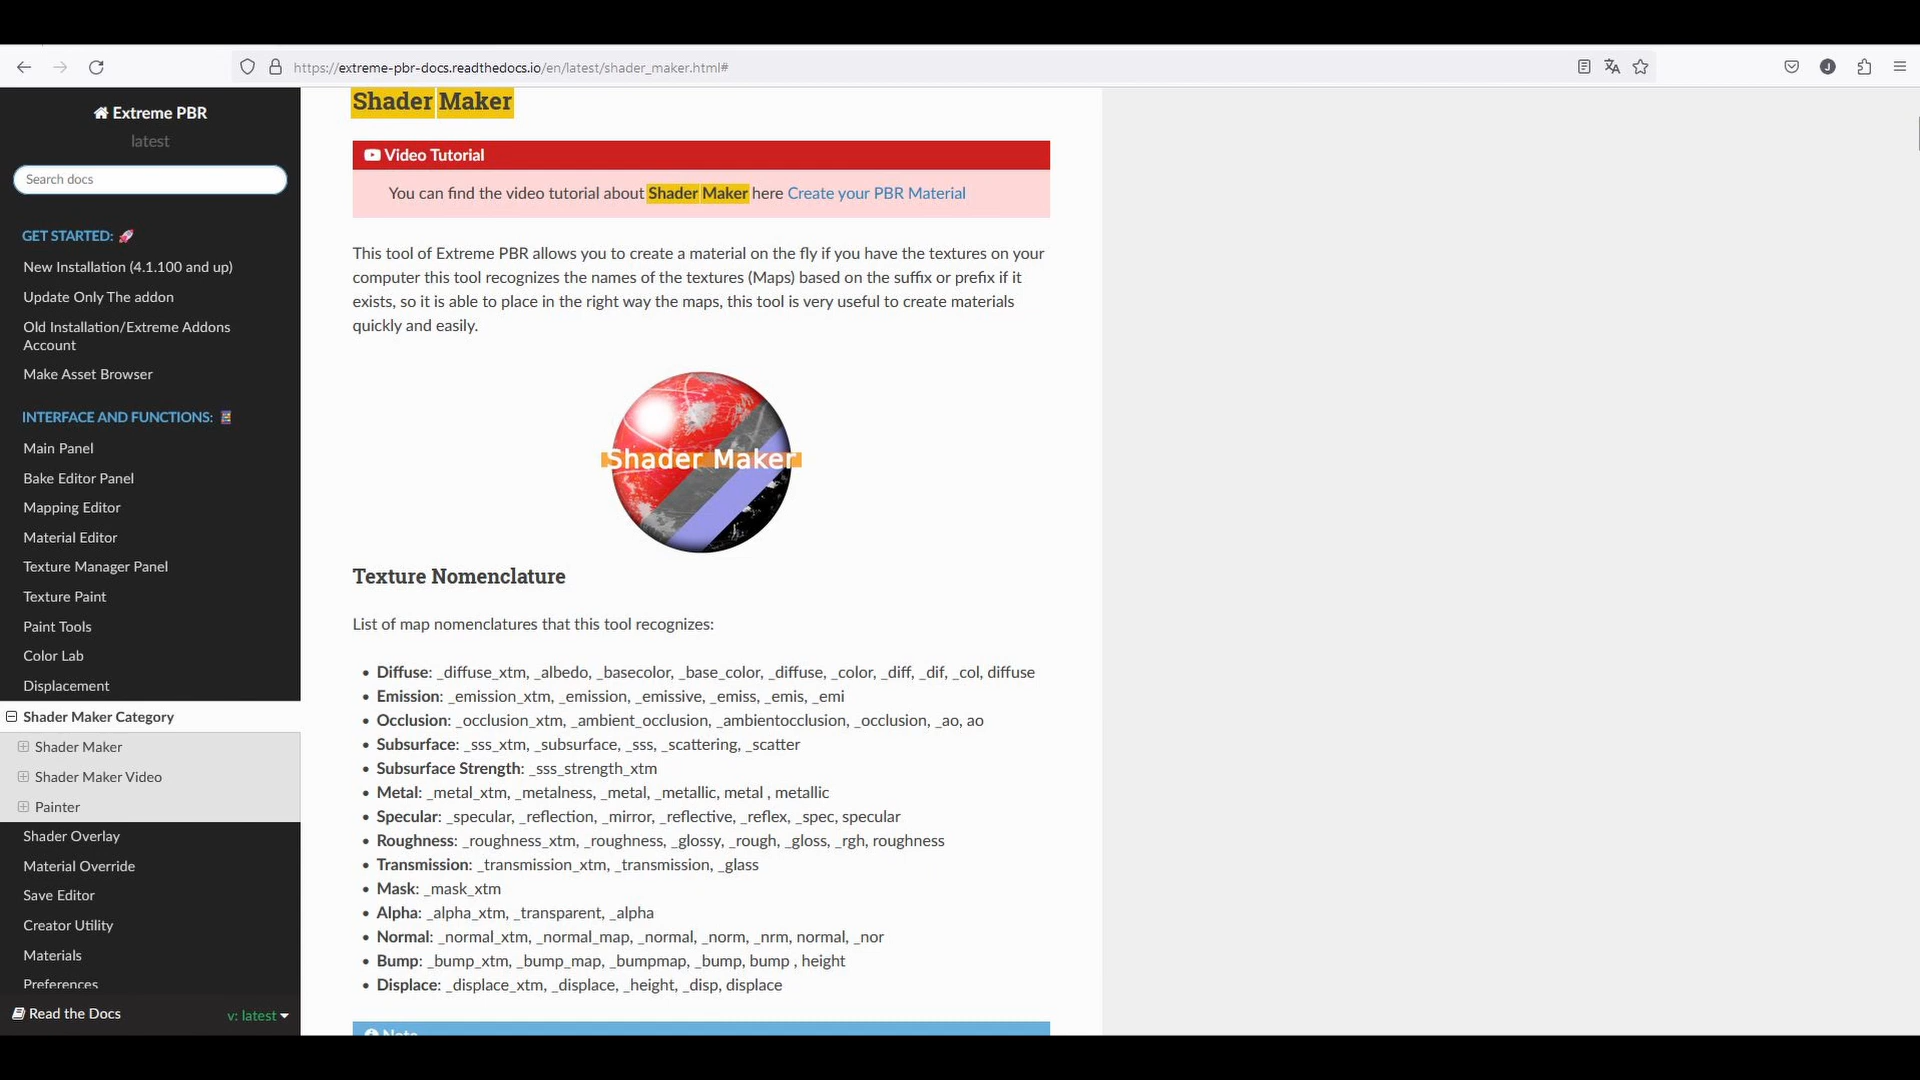 https://extreme-pbr-docs.readthedocs.io/en/latest/shader_maker.html#
J
Extreme PBR
latest
Search docs
GET STARTED:
New Installation (4.1.100 and up)
Update Only The addon
Old Installation/Extreme Addons
Account
Make Asset Browser
INTERFACE AND FUNCTIONS:
Main Panel
Bake Editor Panel
Mapping Editor
Material Editor
Texture Manager Panel
Texture Paint
Paint Tools
Color Lab
Displacement
Shader Maker Category
Shader Maker
Shader Maker Video
Painter
Shader Overlay
Material Override
Save Editor
Creator Utility
Materials
Preferences
Read the Docs
v: latest
Shader Maker
Video Tutorial
You can find the video tutorial about Shader Maker here Create your PBR Material
This tool of Extreme PBR allows you to create a material on the fly if you have the textures on your
computer this tool recognizes the names of the textures (Maps) based on the suffix or prefix if it
exists, so it is able to place in the right way the maps, this tool is very useful to create materials
quickly and easily.
Shader Maker
Texture Nomenclature
List of map nomenclatures that this tool recognizes:
• Diffuse: _diffuse_xtm, _albedo, _basecolor, _base_color, _diffuse, _color, _diff, _dif, _col, diffuse
• Emission: _emission_xtm, _emission, _emissive, _emiss, _emis, _emi
• Occlusion: _occlusion_xtm, _ambient_occlusion, _ambientocclusion, _occlusion, _ao, ao
• Subsurface: _sss_xtm, _subsurface, _sss, _scattering, _scatter
• Subsurface Strength: _sss_strength_xtm
• Metal: _metal_xtm, _metalness, _metal, _metallic, metal , metallic
• Specular: _specular, _reflection, _mirror, _reflective, _reflex, _spec, specular
• Roughness: _roughness_xtm, _roughness, _glossy, _rough, _gloss, _rgh, roughness
• Transmission: _transmission_xtm, _transmission, _glass
• Mask: _mask_xtm
• Alpha: _alpha_xtm, _transparent, _alpha
• Normal: _normal_xtm, _normal_map, _normal, _norm, _nrm, normal, _nor
• Bump: _bump_xtm, _bump_map, _bumpmap, _bump, bump , height
• Displace: _displace_xtm, _displace, _height, _disp, displace
Note